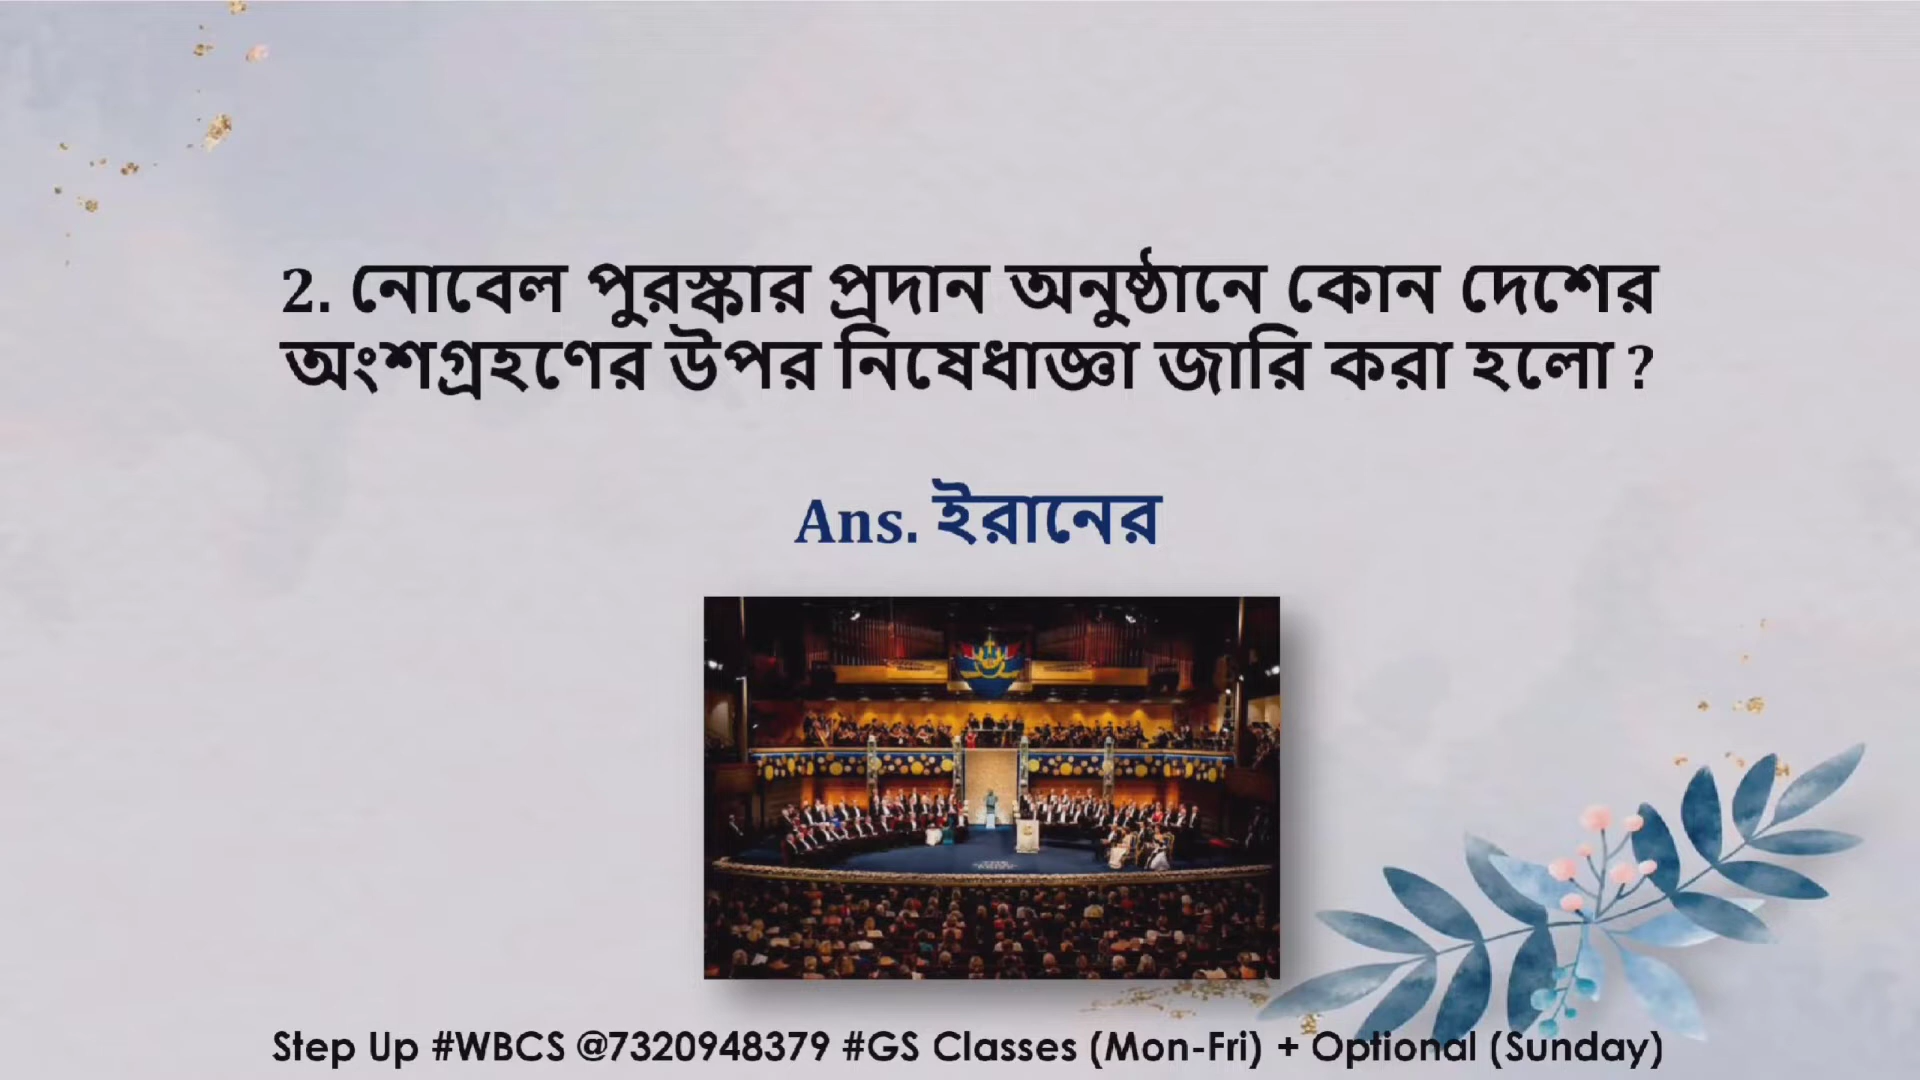 2. নোবেল পুরস্কার প্রদান অনুষ্ঠানে কোন দেশের
অংশগ্রহণের উপর নিষেধাজ্ঞা জারি করা হলো ?
Ans. ইরানের
Step Up #WBCS @7320948379 #GS Classes (Mon-Fri) + Optional (Sunday)